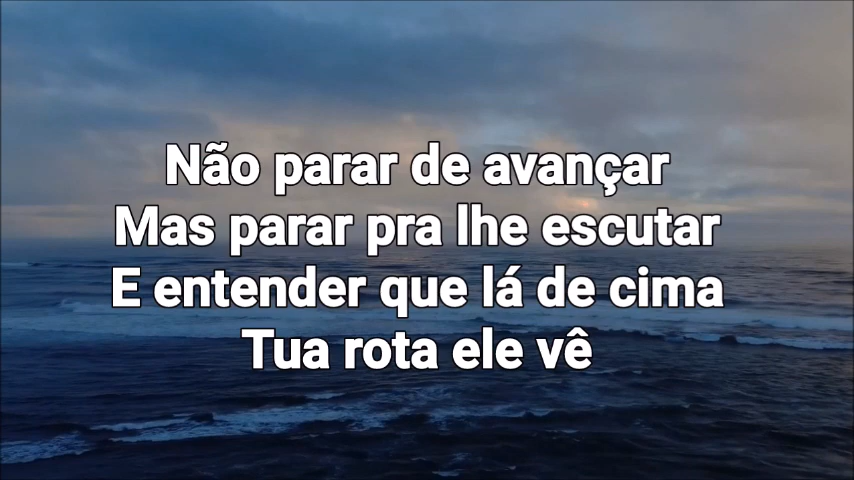 Não parar de avançar
Mas parar pra lhe escutar
E entender que lá de cima
Tua rota ele vê